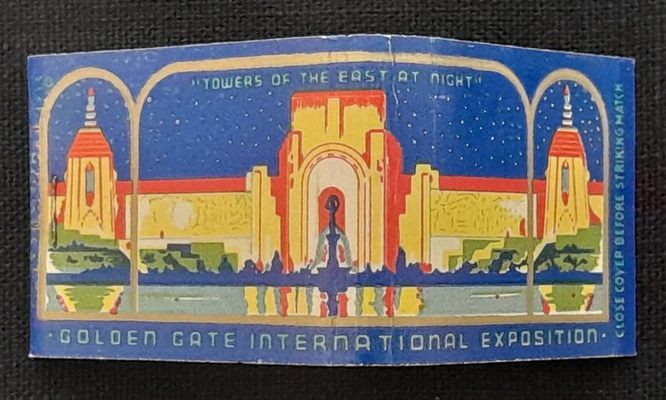 "TOWERS OF THE EAST AT NIGHT"
·GOLDEN GATE INTERNATIONAL EXPOSITION·
CLOSE COVER BEFORE STRIKING MATCH